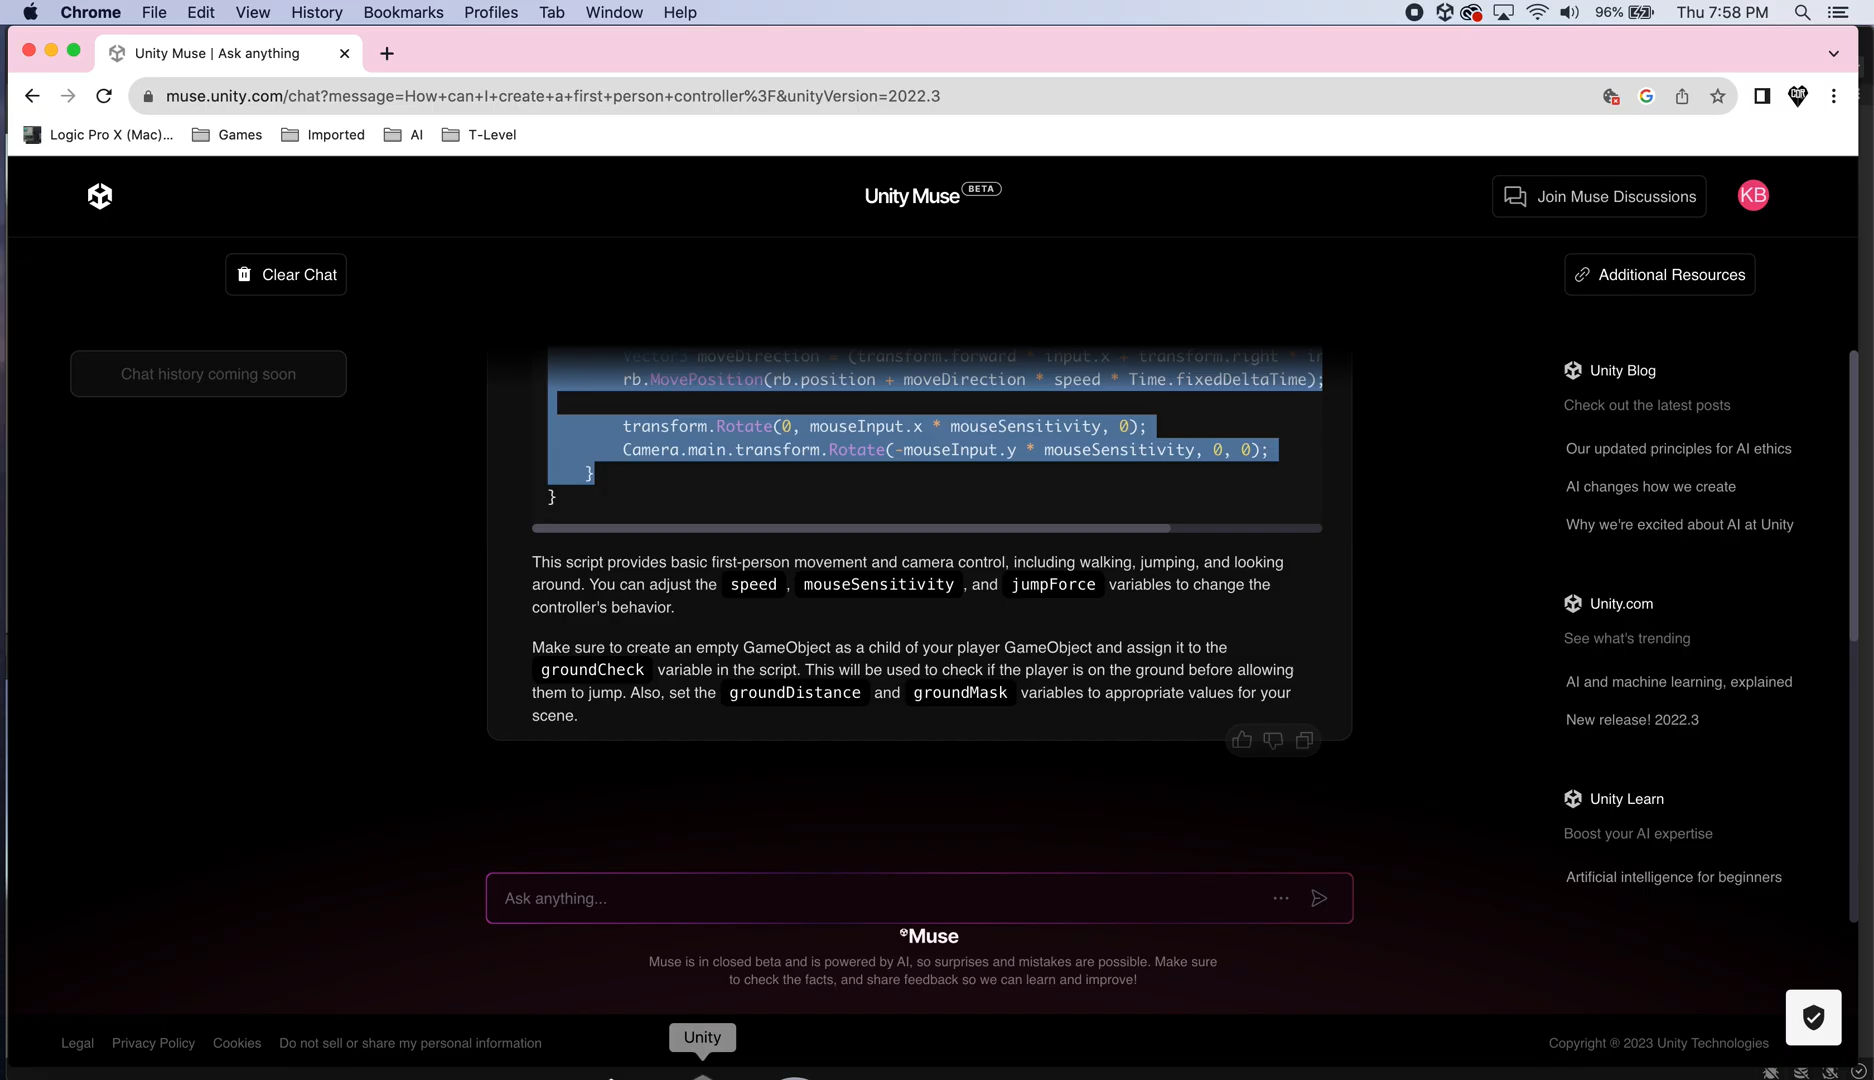 Chrome File Edit View History Bookmarks Profiles Tab Window Help 96% Thu 7:58 PM
Unity Muse | Ask anything
muse.unity.com/chat?message=How+can+I+create+a+first+person+controller%3F&unityVersion=2022.3
Logic Pro X (Mac)... Games Imported AI T-Level
Unity Muse BETA
Join Muse Discussions
KB
Clear Chat
Additional Resources
Chat history coming soon
Vector3 moveDirection = (transform.forward * input.x + transform.right * in
rb.MovePosition(rb.position + moveDirection * speed * Time.fixedDeltaTime);
transform.Rotate(0, mouseInput.x * mouseSensitivity, 0);
Camera.main.transform.Rotate(-mouseInput.y * mouseSensitivity, 0, 0);
}
}
This script provides basic first-person movement and camera control, including walking, jumping, and looking
around. You can adjust the speed, mouseSensitivity, and jumpForce variables to change the
controller's behavior.
Make sure to create an empty GameObject as a child of your player GameObject and assign it to the
groundCheck variable in the script. This will be used to check if the player is on the ground before allowing
them to jump. Also, set the groundDistance and groundMask variables to appropriate values for your
scene.
Unity Blog
Check out the latest posts
Our updated principles for AI ethics
AI changes how we create
Why we're excited about AI at Unity
Unity.com
See what's trending
AI and machine learning, explained
New release! 2022.3
Unity Learn
Boost your AI expertise
Artificial intelligence for beginners
Ask anything...
Muse
Muse is in closed beta and is powered by AI, so surprises and mistakes are possible. Make sure
to check the facts, and share feedback so we can learn and improve!
Unity
Legal Privacy Policy Cookies Do not sell or share my personal information
Copyright ® 2023 Unity Technologies